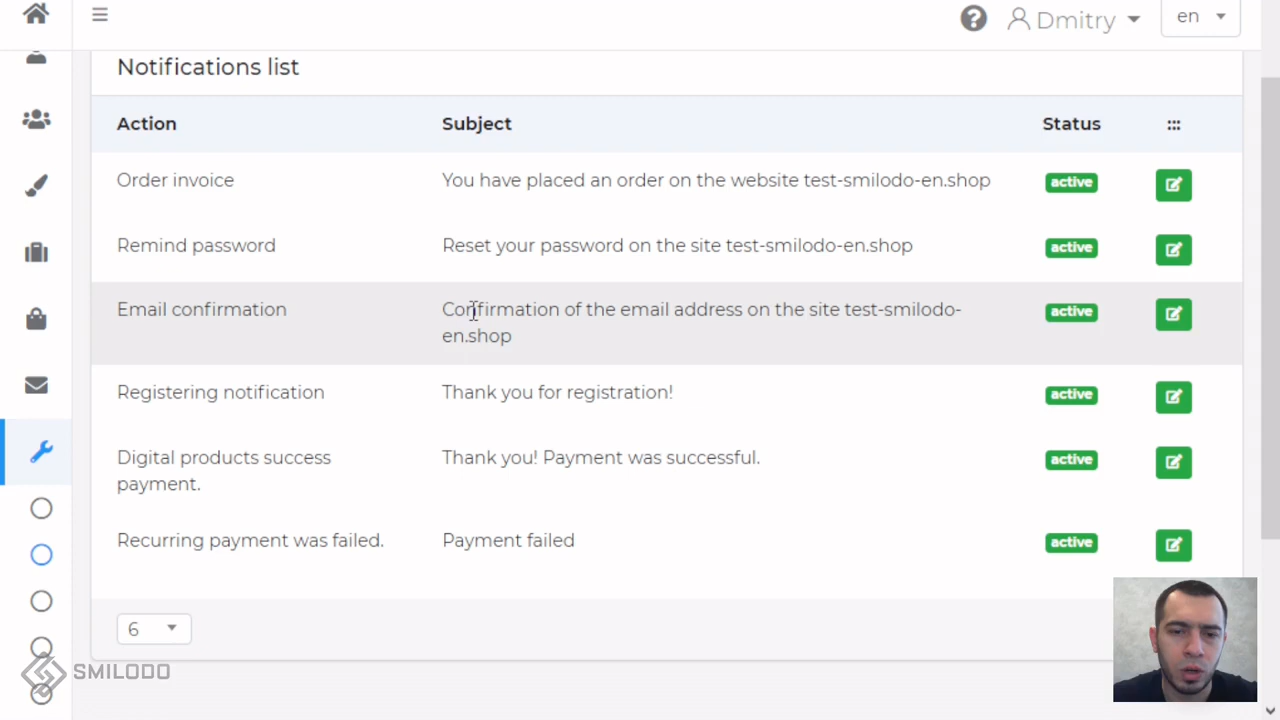 Dmitry
en
Notifications list
Action Subject Status :::
Order invoice You have placed an order on the website test-smilodo-en.shop active
Remind password Reset your password on the site test-smilodo-en.shop active
Email confirmation Confirmation of the email address on the site test-smilodo-
en.shop active
Registering notification Thank you for registration! active
Digital products success Thank you! Payment was successful. active
payment.
Recurring payment was failed. Payment failed active
6
SMILODO